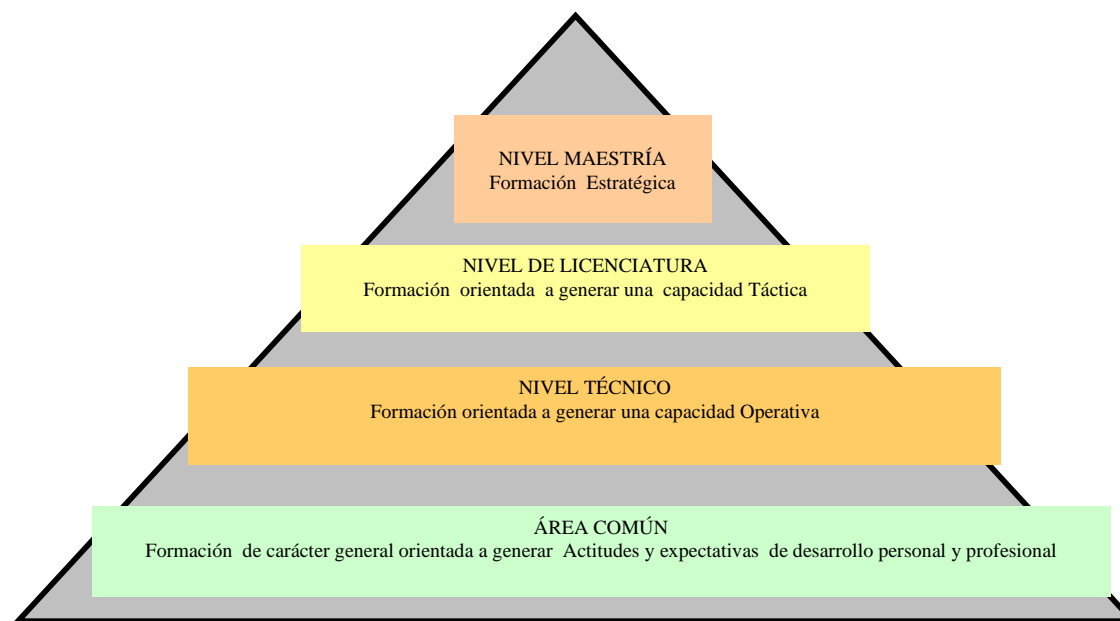 NIVEL MAESTRÍA
Formación Estratégica
NIVEL DE LICENCIATURA
Formación orientada a generar una capacidad Táctica
NIVEL TÉCNICO
Formación orientada a generar una capacidad Operativa
ÁREA COMÚN
Formación de carácter general orientada a generar Actitudes y expectativas de desarrollo personal y profesional